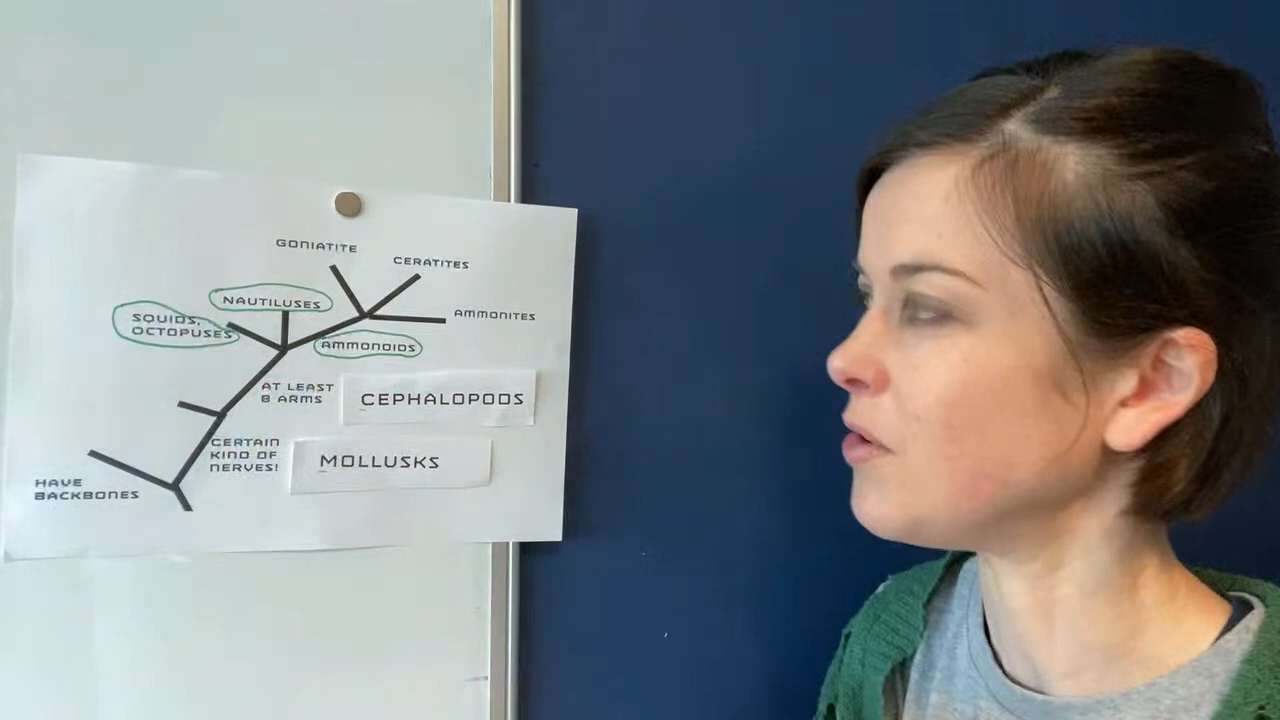 GONIATITE
CERATITES
NAUTILUSES
AMMONITES
SQUIDS,
OCTOPUSES
AMMONOIDS
AT LEAST
8 ARMS
CEPHALOPODS
CERTAIN
KIND OF
NERVES!
MOLLUSKS
HAVE
BACKBONES